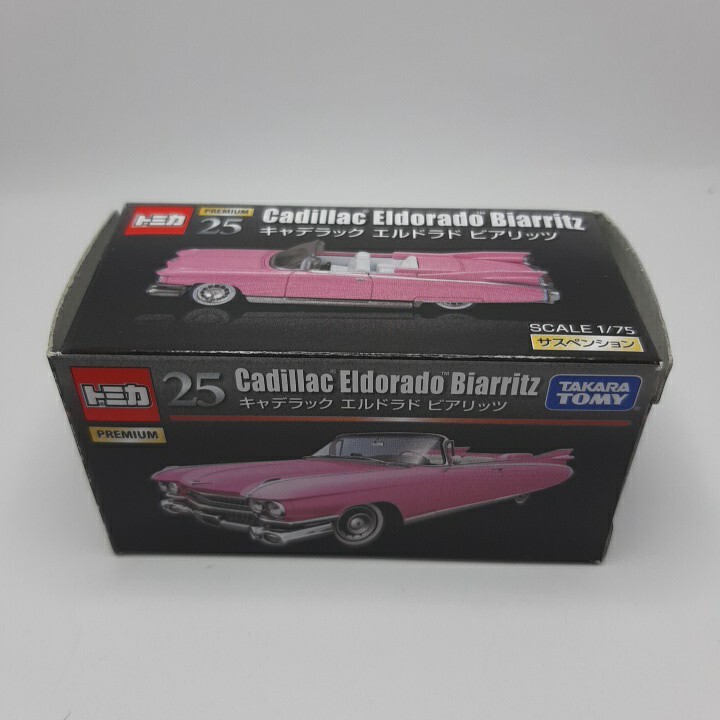 トミカ
PREMIUM
25
Cadillac® Eldorado™ Biarritz
キャデラック エルドラド ビアリッツ
SCALE 1/75
サスペンション
トミカ
PREMIUM
25
Cadillac® Eldorado™ Biarritz
キャデラック エルドラド ビアリッツ
TAKARA
TOMY